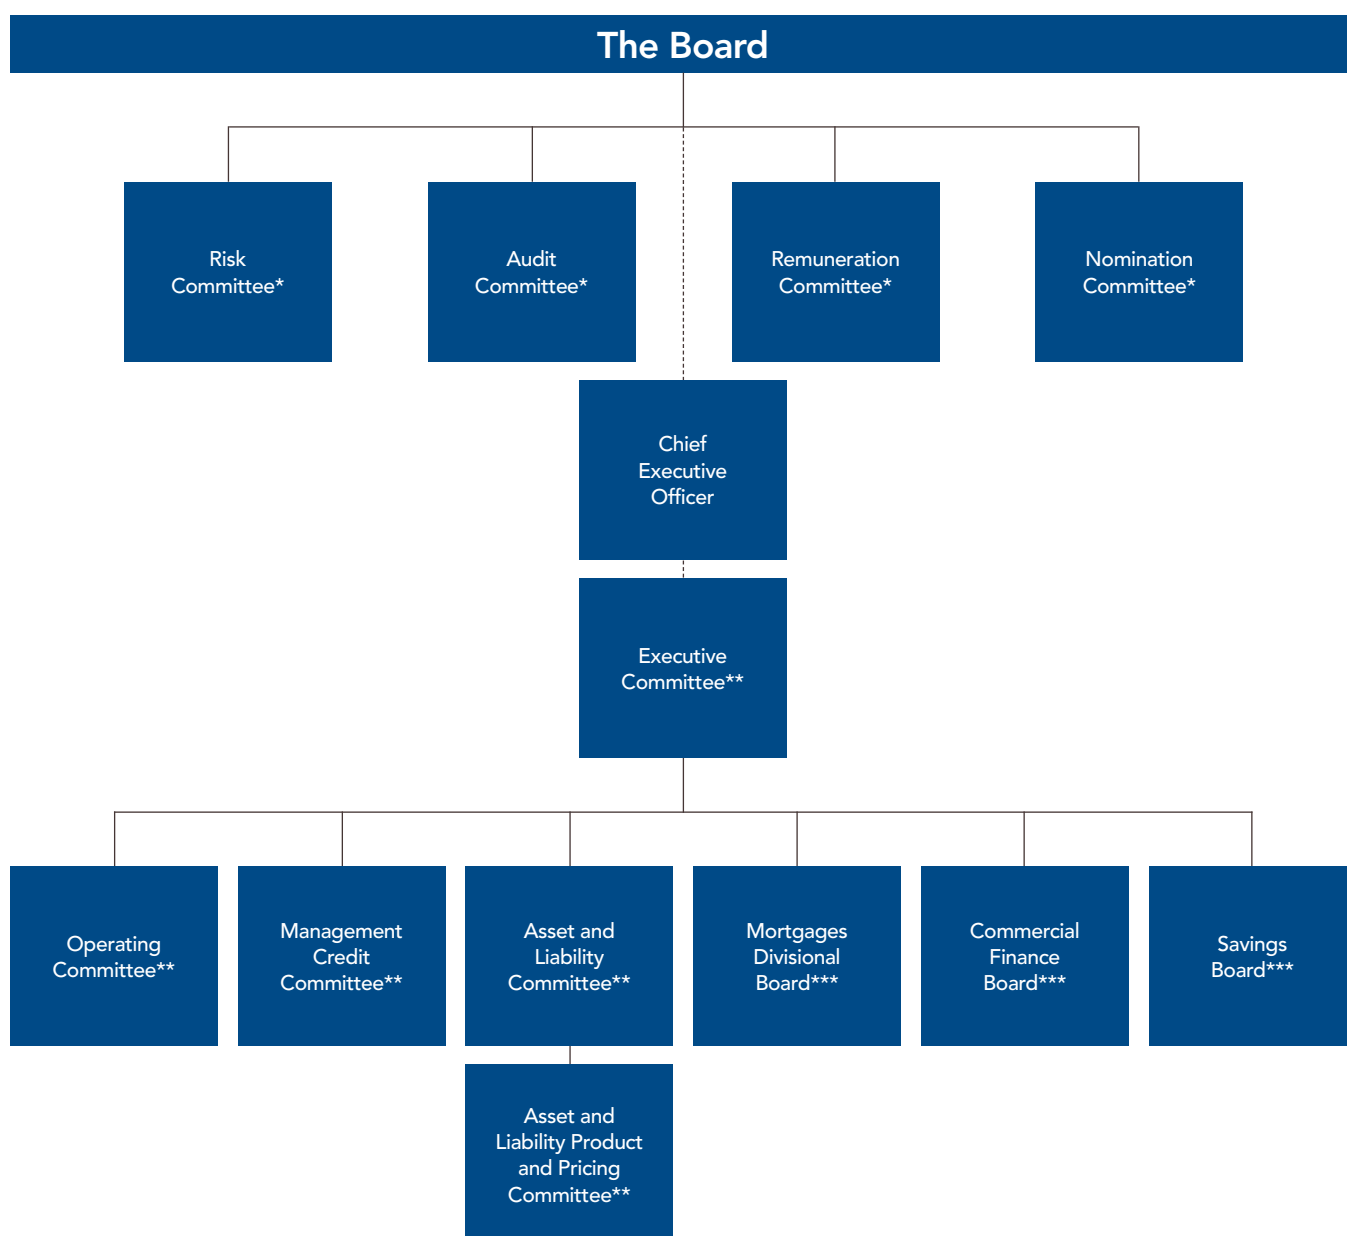 The Board
Risk
Committee*
Audit
Committee*
Remuneration
Committee*
Nomination
Committee*
Chief
Executive
Officer
Executive
Committee**
Operating
Committee**
Management
Credit
Committee**
Asset and
Liability
Committee**
Mortgages
Divisional
Board***
Commercial
Finance
Board***
Savings
Board***
Asset and
Liability Product
and Pricing
Committee**